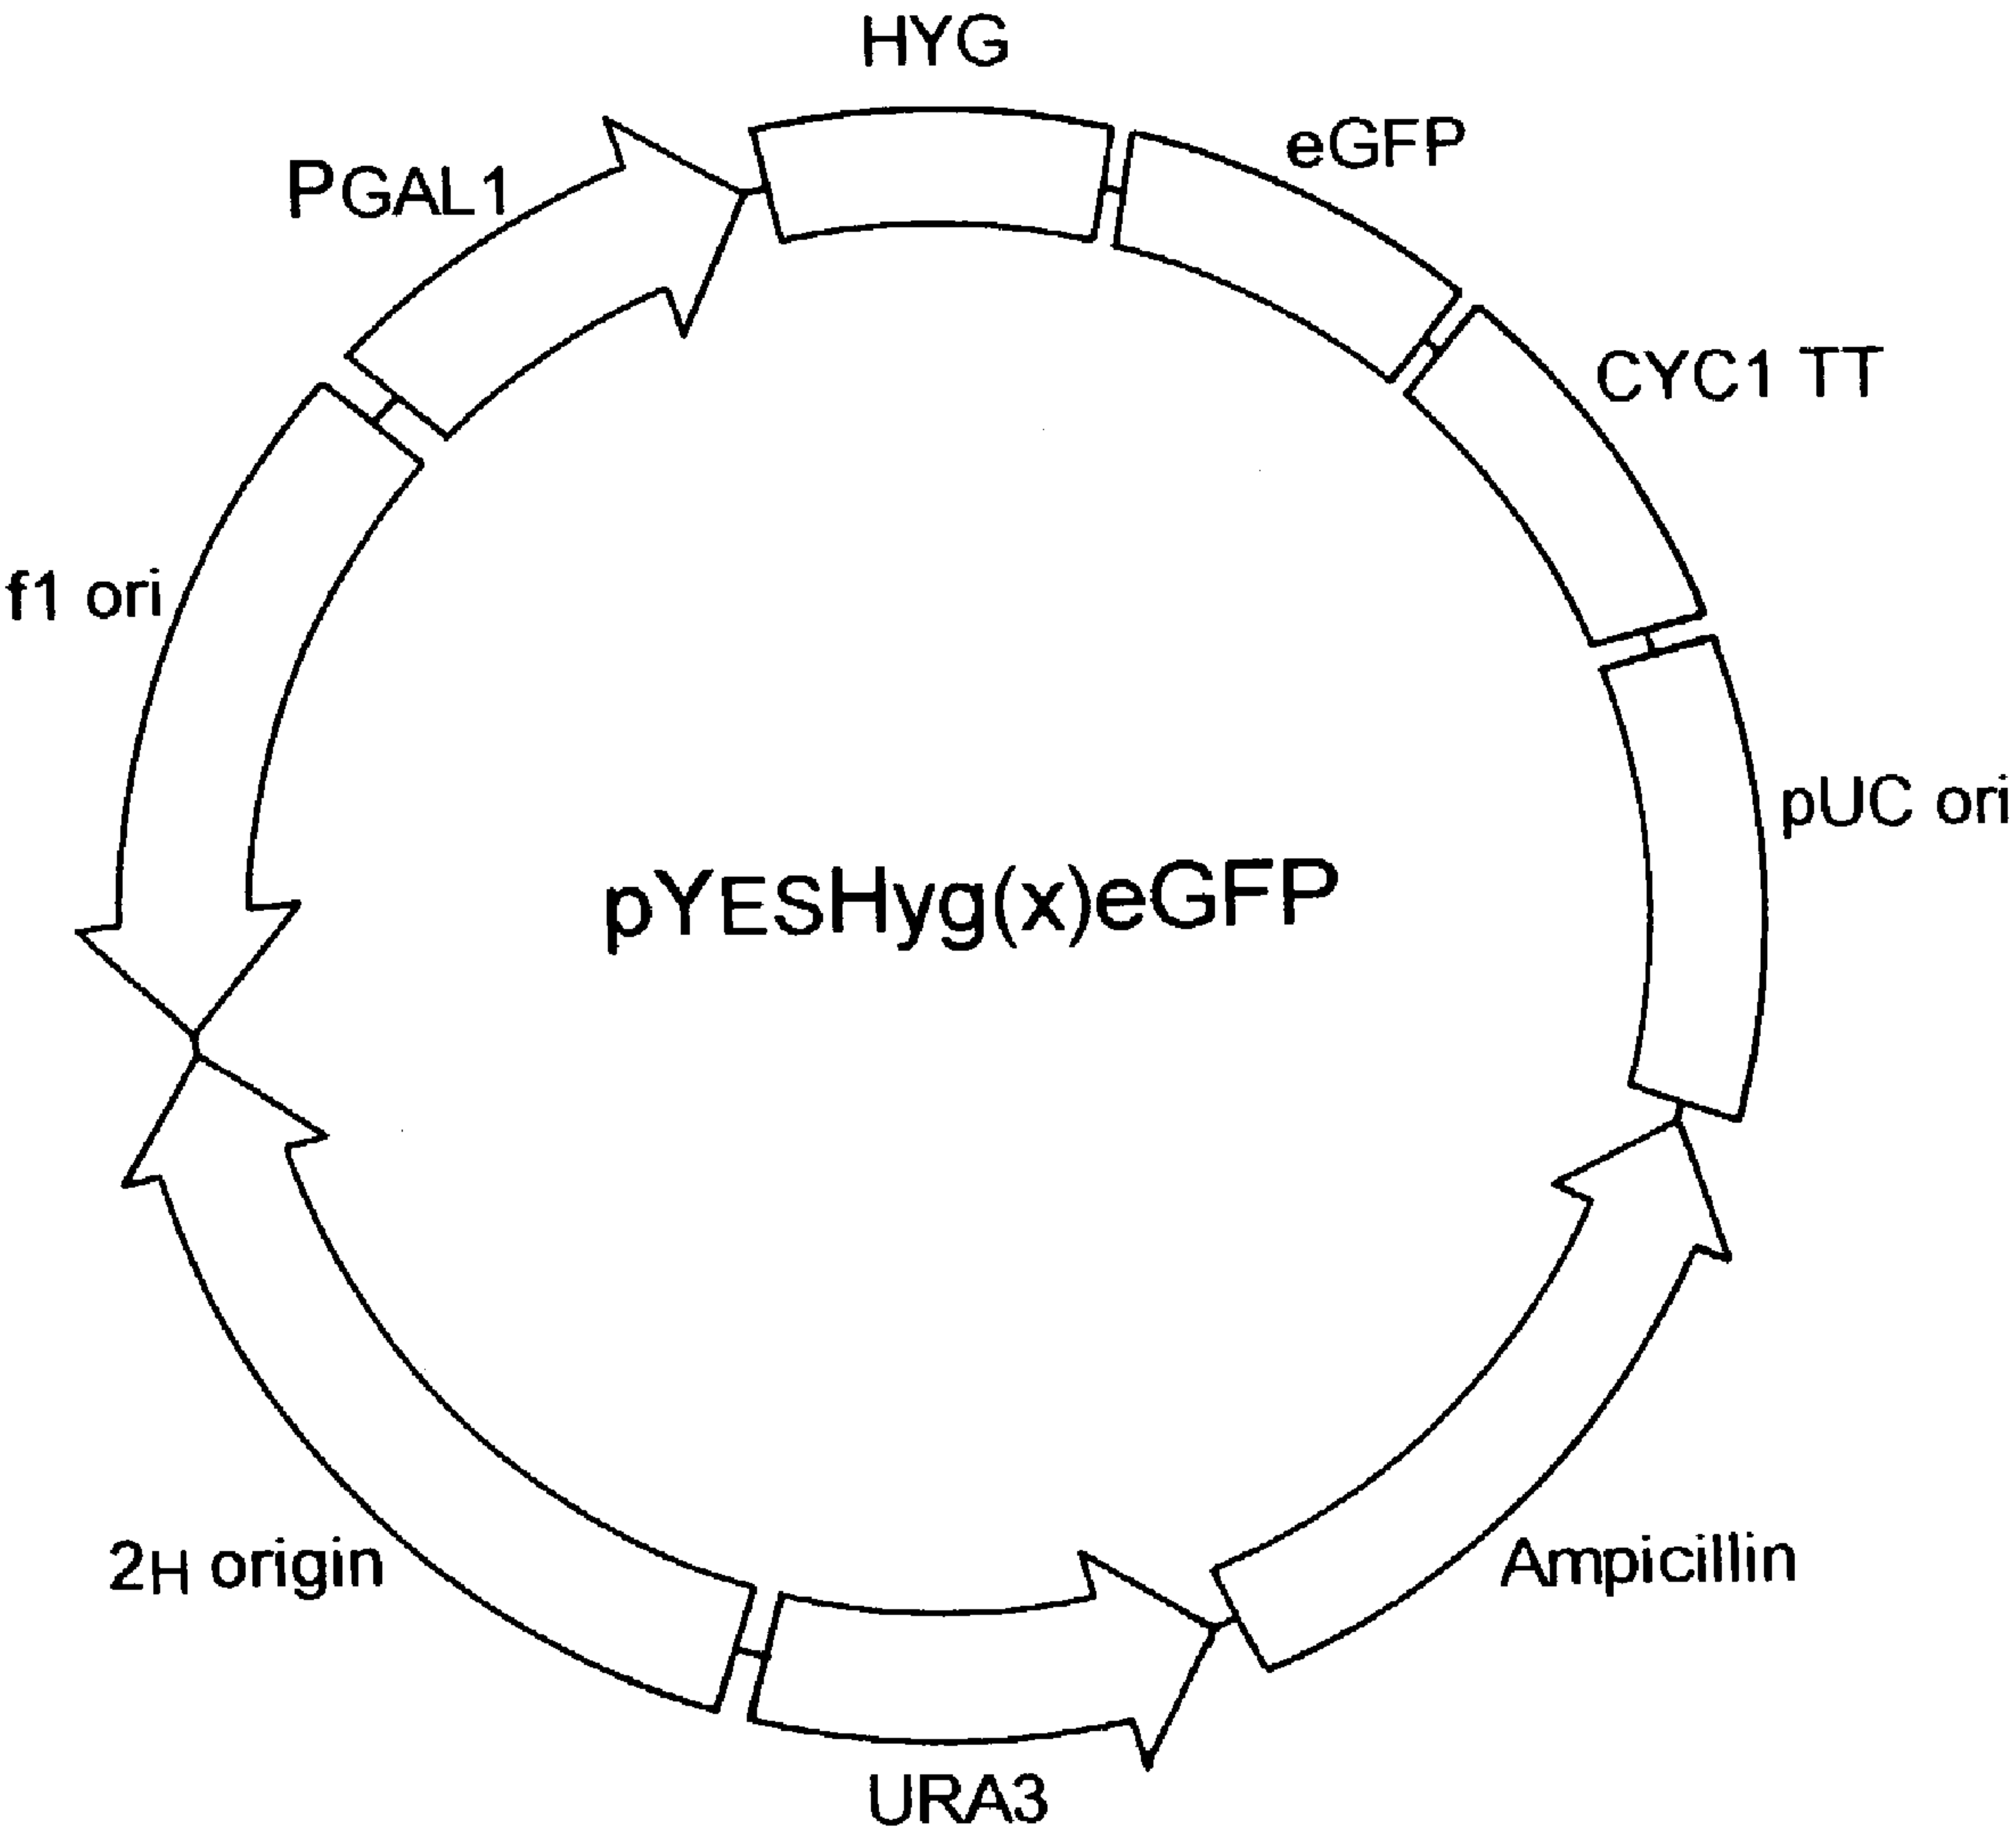 HYG
eGFP
PGAL1
CYC1 TT
f1 ori
pUC ori
pYESHyg(x)eGFP
2H origin
Ampicillin
URA3